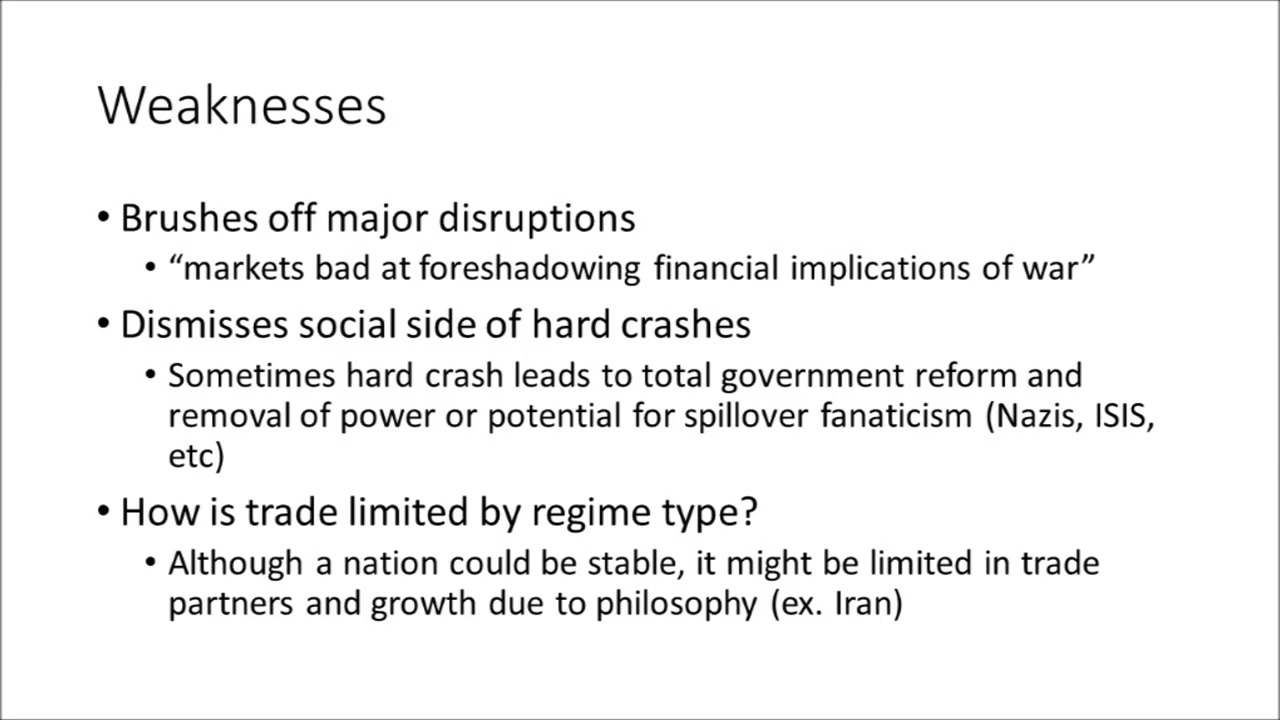 Weaknesses
• Brushes off major disruptions
• “markets bad at foreshadowing financial implications of war”
• Dismisses social side of hard crashes
• Sometimes hard crash leads to total government reform and
removal of power or potential for spillover fanaticism (Nazis, ISIS,
etc)
• How is trade limited by regime type?
• Although a nation could be stable, it might be limited in trade
partners and growth due to philosophy (ex. Iran)